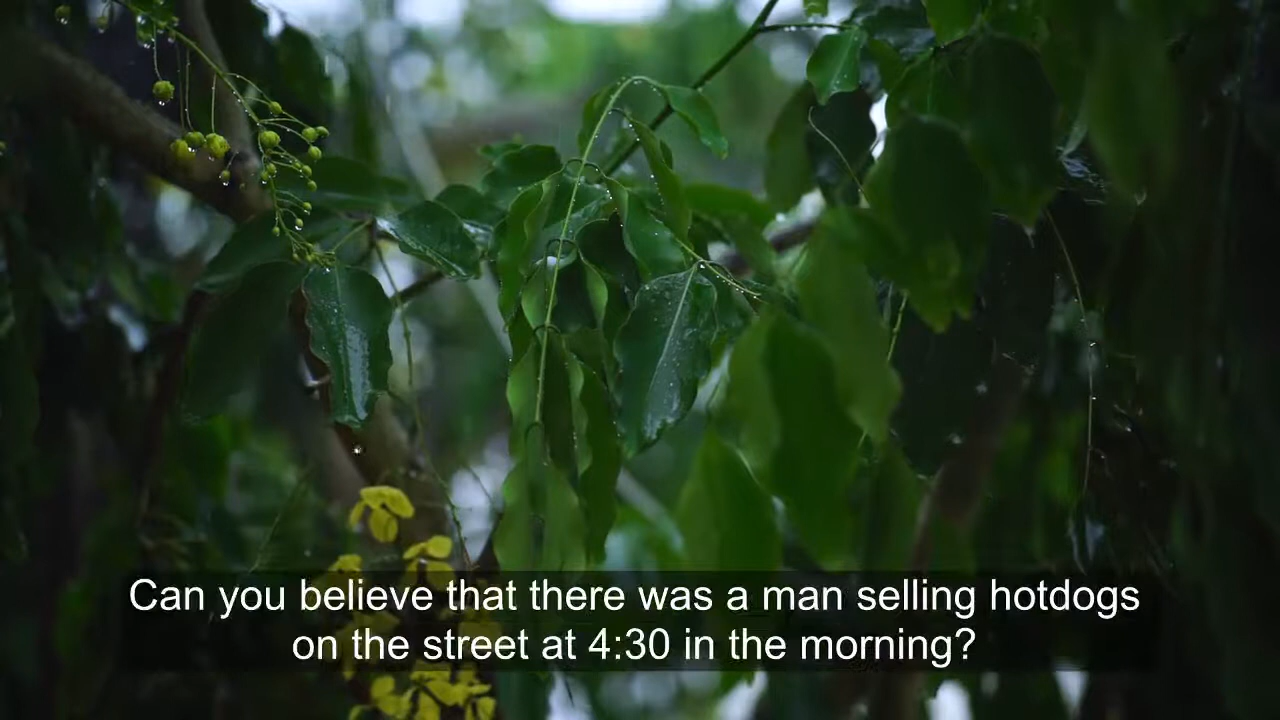 Can you believe that there was a man selling hotdogs
on the street at 4:30 in the morning?